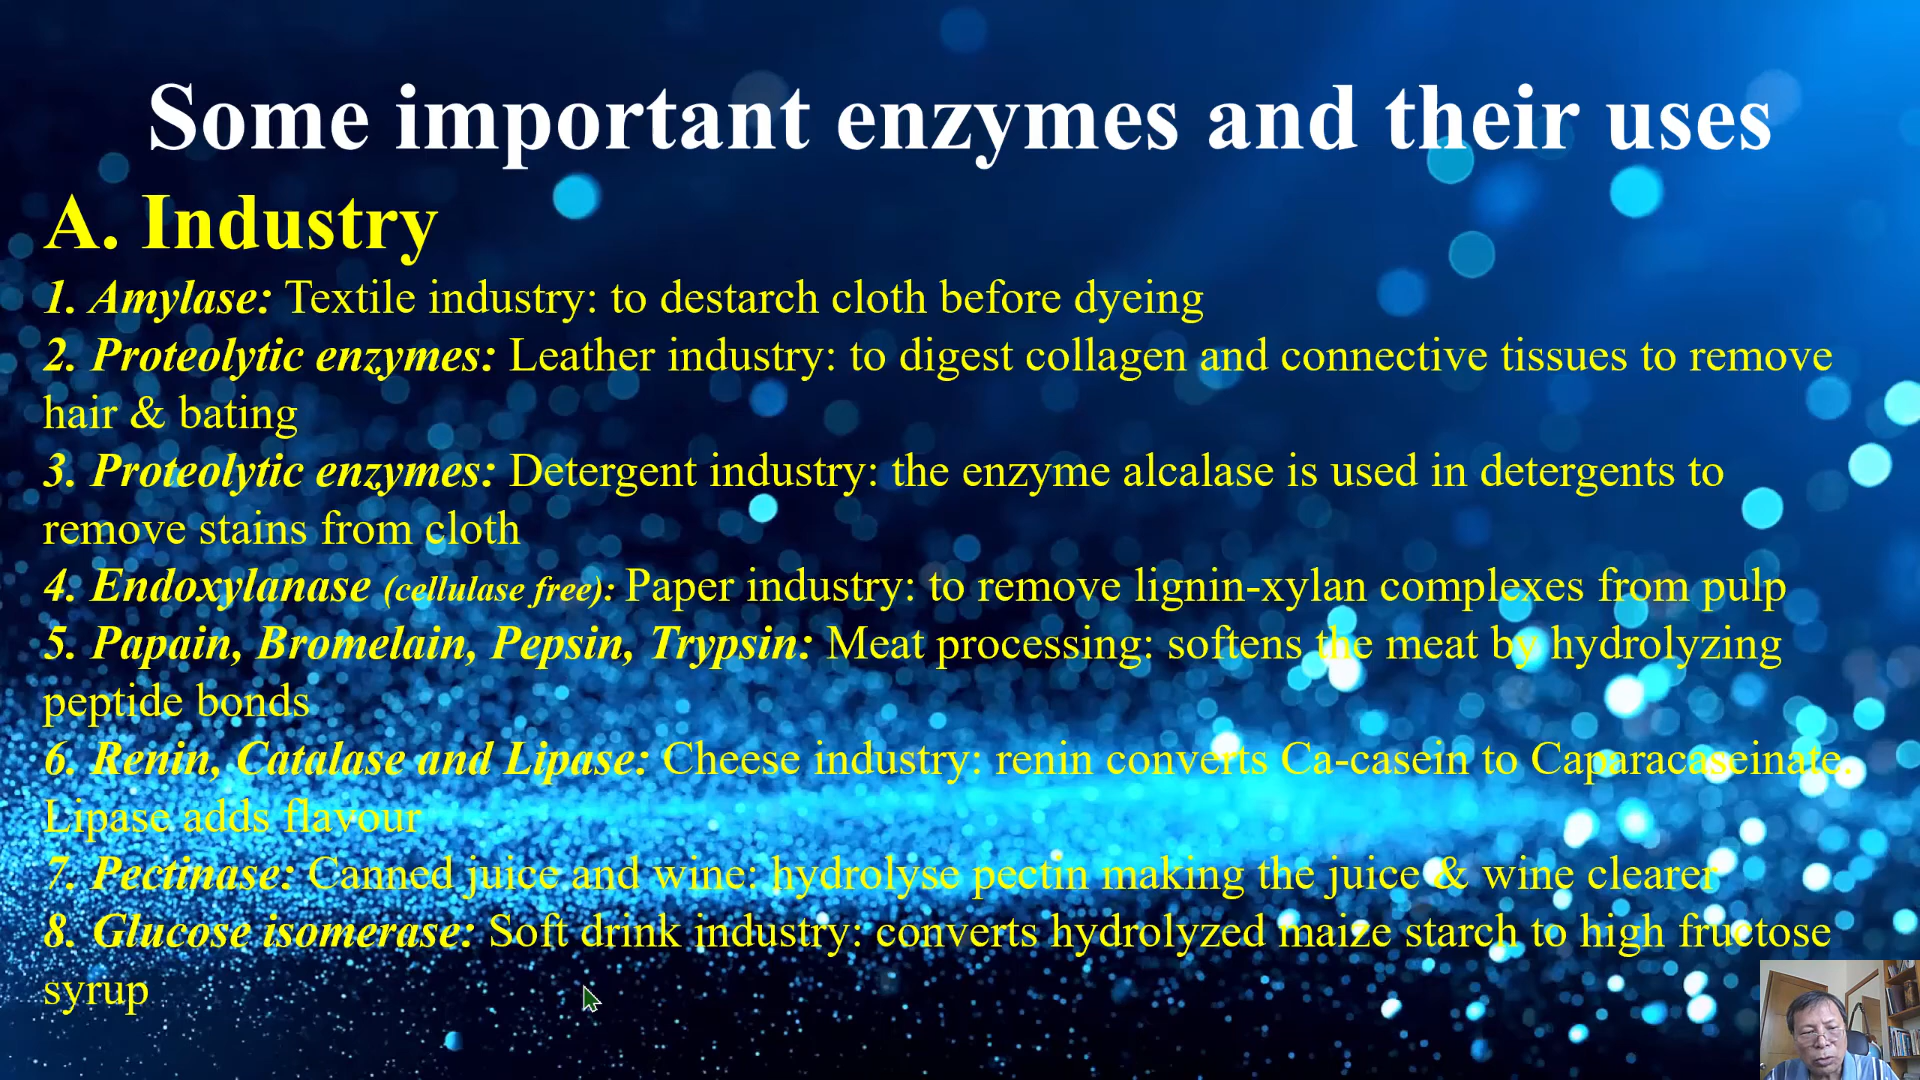 Some important enzymes and their uses
A. Industry
1. Amylase: Textile industry: to destarch cloth before dyeing
2. Proteolytic enzymes: Leather industry: to digest collagen and connective tissues to remove
hair & bating
3. Proteolytic enzymes: Detergent industry: the enzyme alcalase is used in detergents to
remove stains from cloth
4. Endoxylanase (cellulase free): Paper industry: to remove lignin-xylan complexes from pulp
5. Papain, Bromelain, Pepsin, Trypsin: Meat processing: softens the meat by hydrolyzing
peptide bonds
6. Renin, Catalase and Lipase: Cheese industry: renin converts Ca-casein to Caparacaseinate.
Lipase adds flavour
7. Pectinase: Canned juice and wine: hydrolyse pectin making the juice & wine clearer
8. Glucose isomerase: Soft drink industry: converts hydrolyzed maize starch to high fructose
syrup